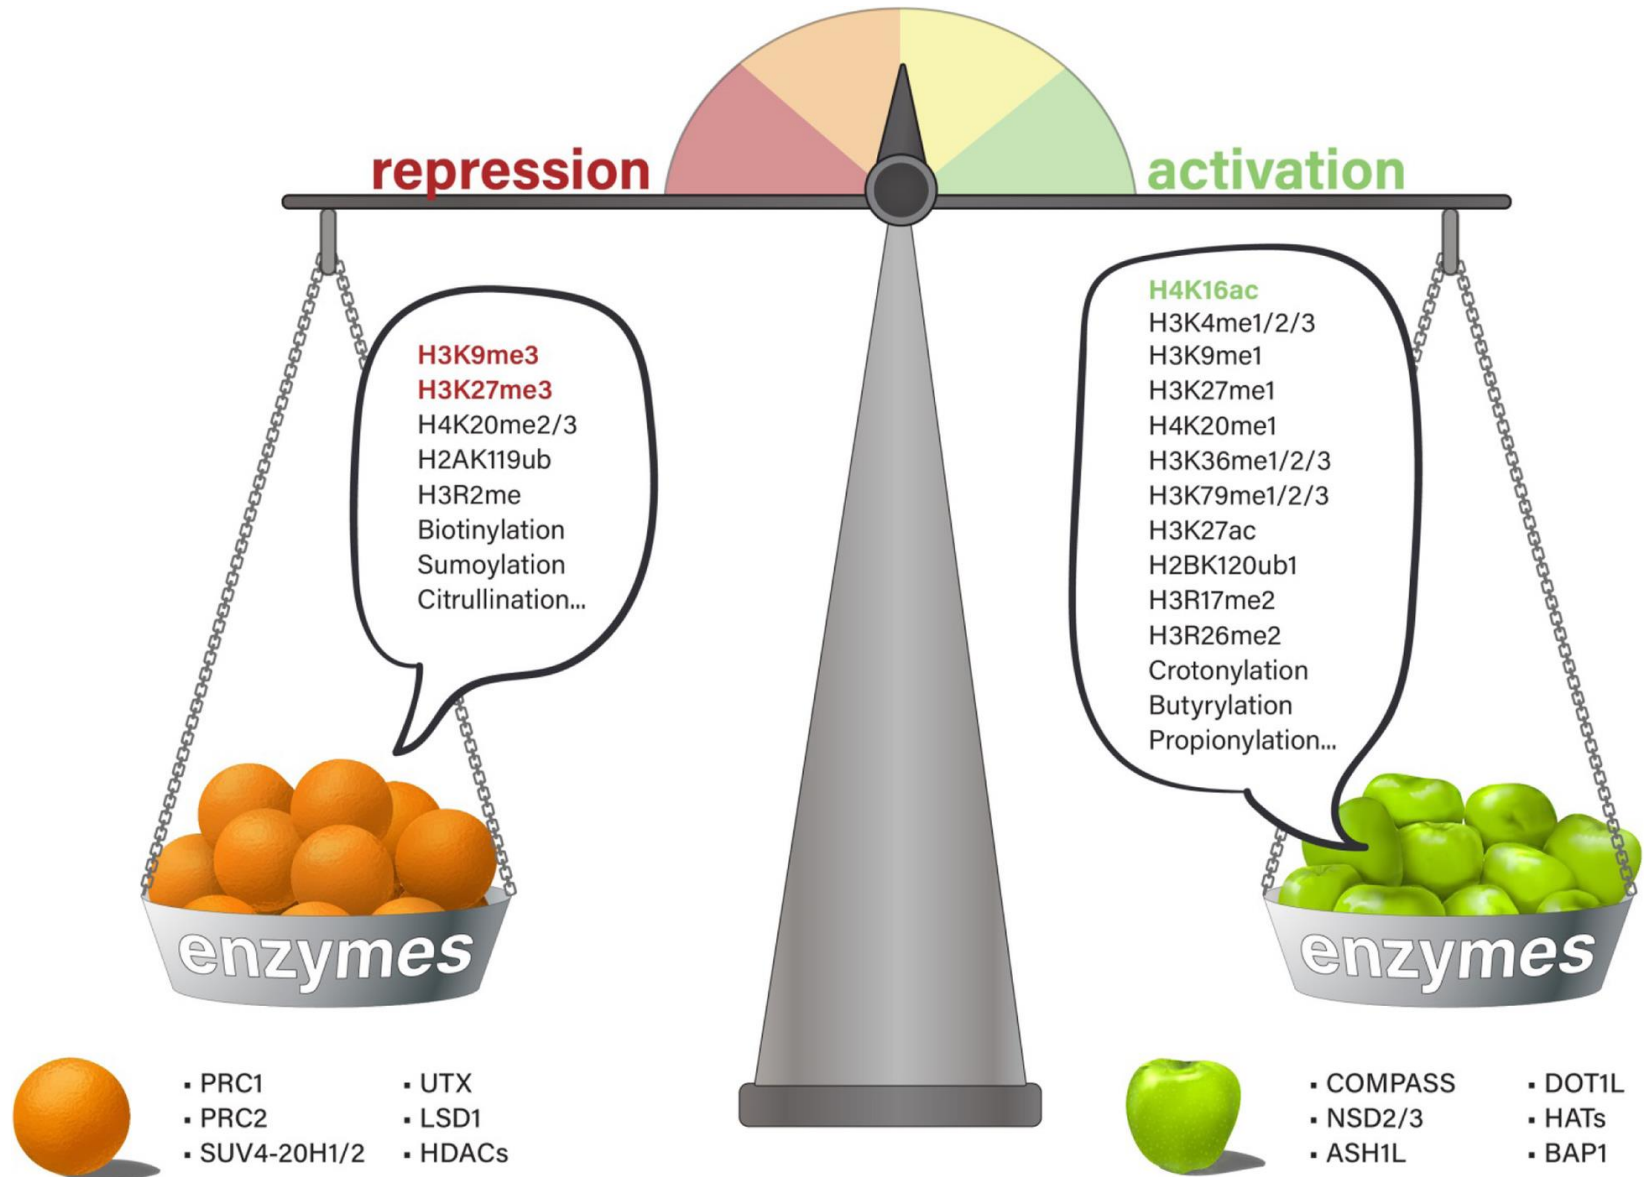 repression
activation
H3K9me3
H3K27me3
H4K20me2/3
H2AK119ub
H3R2me
Biotinylation
Sumoylation
Citrullination...
H4K16ac
H3K4me1/2/3
H3K9me1
H3K27me1
H4K20me1
H3K36me1/2/3
H3K79me1/2/3
H3K27ac
H2BK120ub1
H3R17me2
H3R26me2
Crotonylation
Butyrylation
Propionylation...
enzymes
enzymes
▪ PRC1
▪ PRC2
▪ SUV4-20H1/2
▪ UTX
▪ LSD1
▪ HDACs
▪ COMPASS
▪ NSD2/3
▪ ASH1L
▪ DOT1L
▪ HATs
▪ BAP1